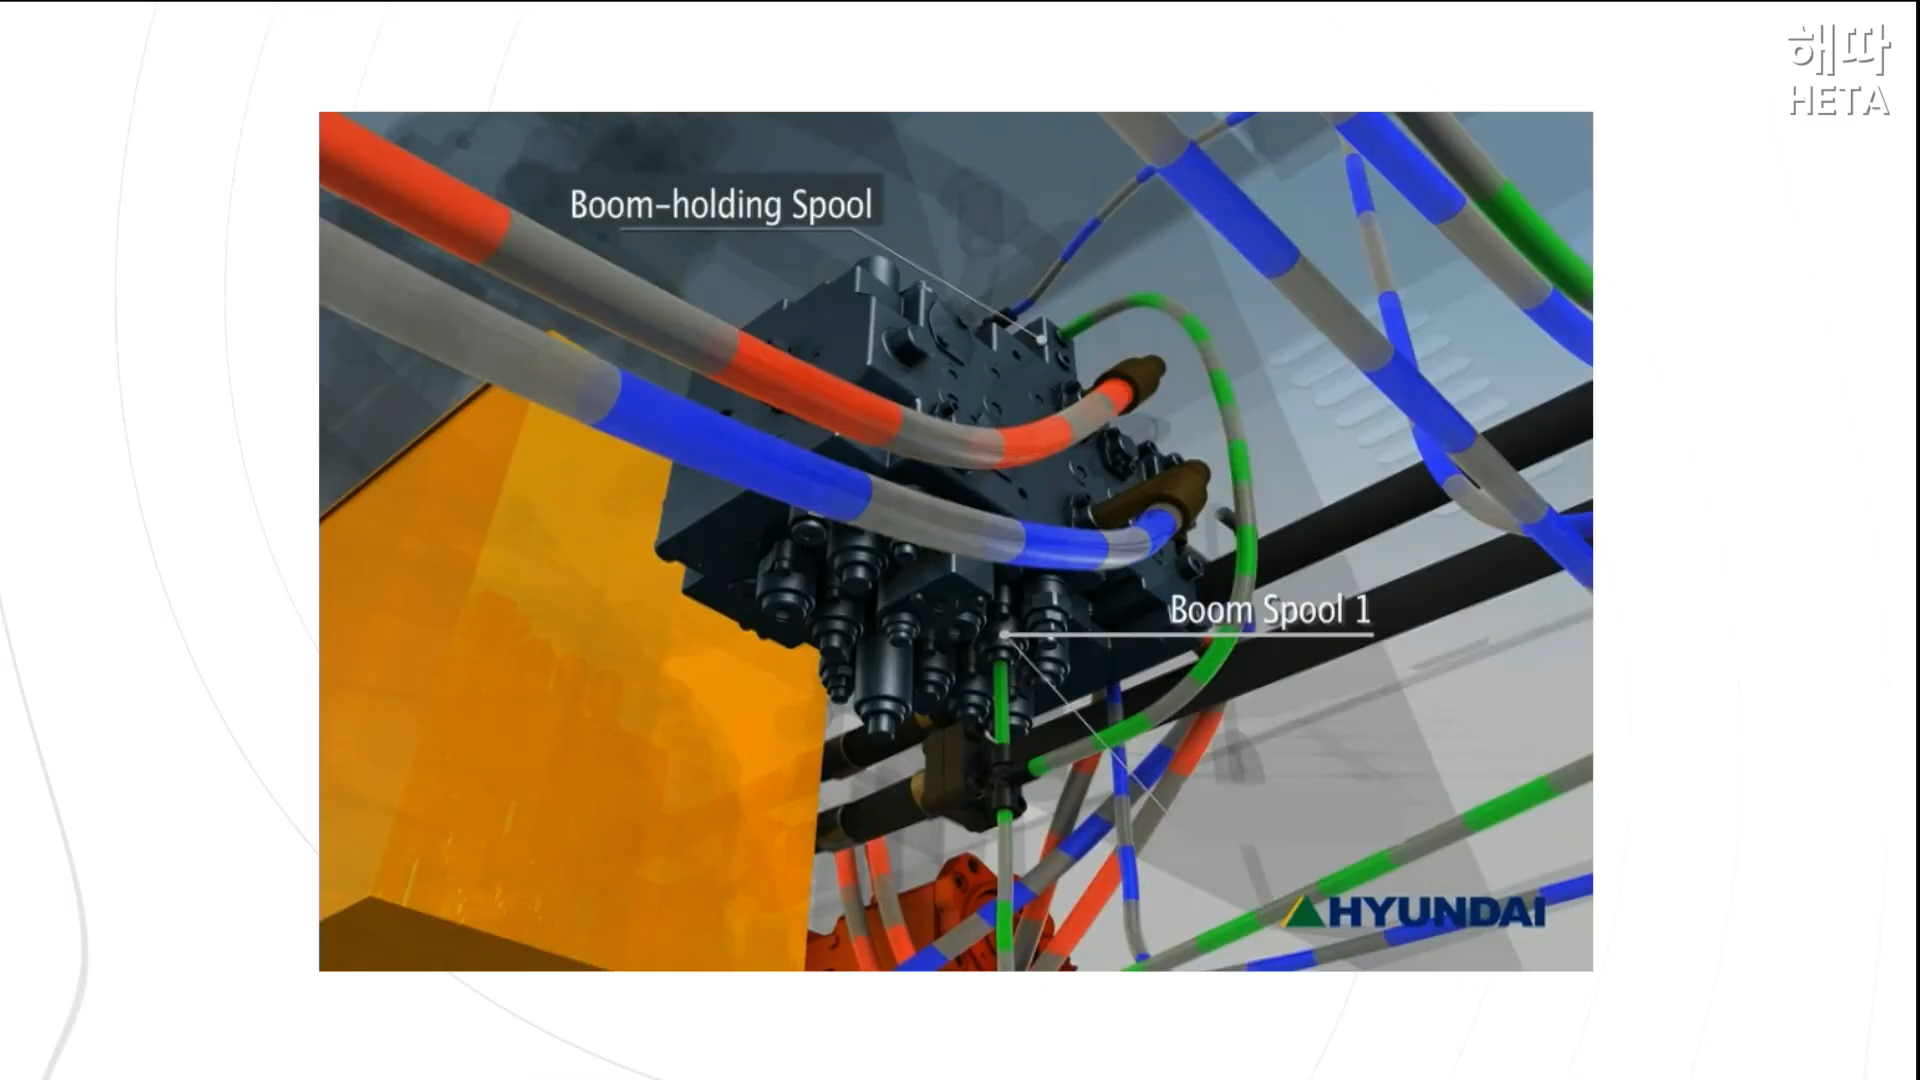 해따
HETA
Boom-holding Spool
Boom Spool 1
HYUNDAI